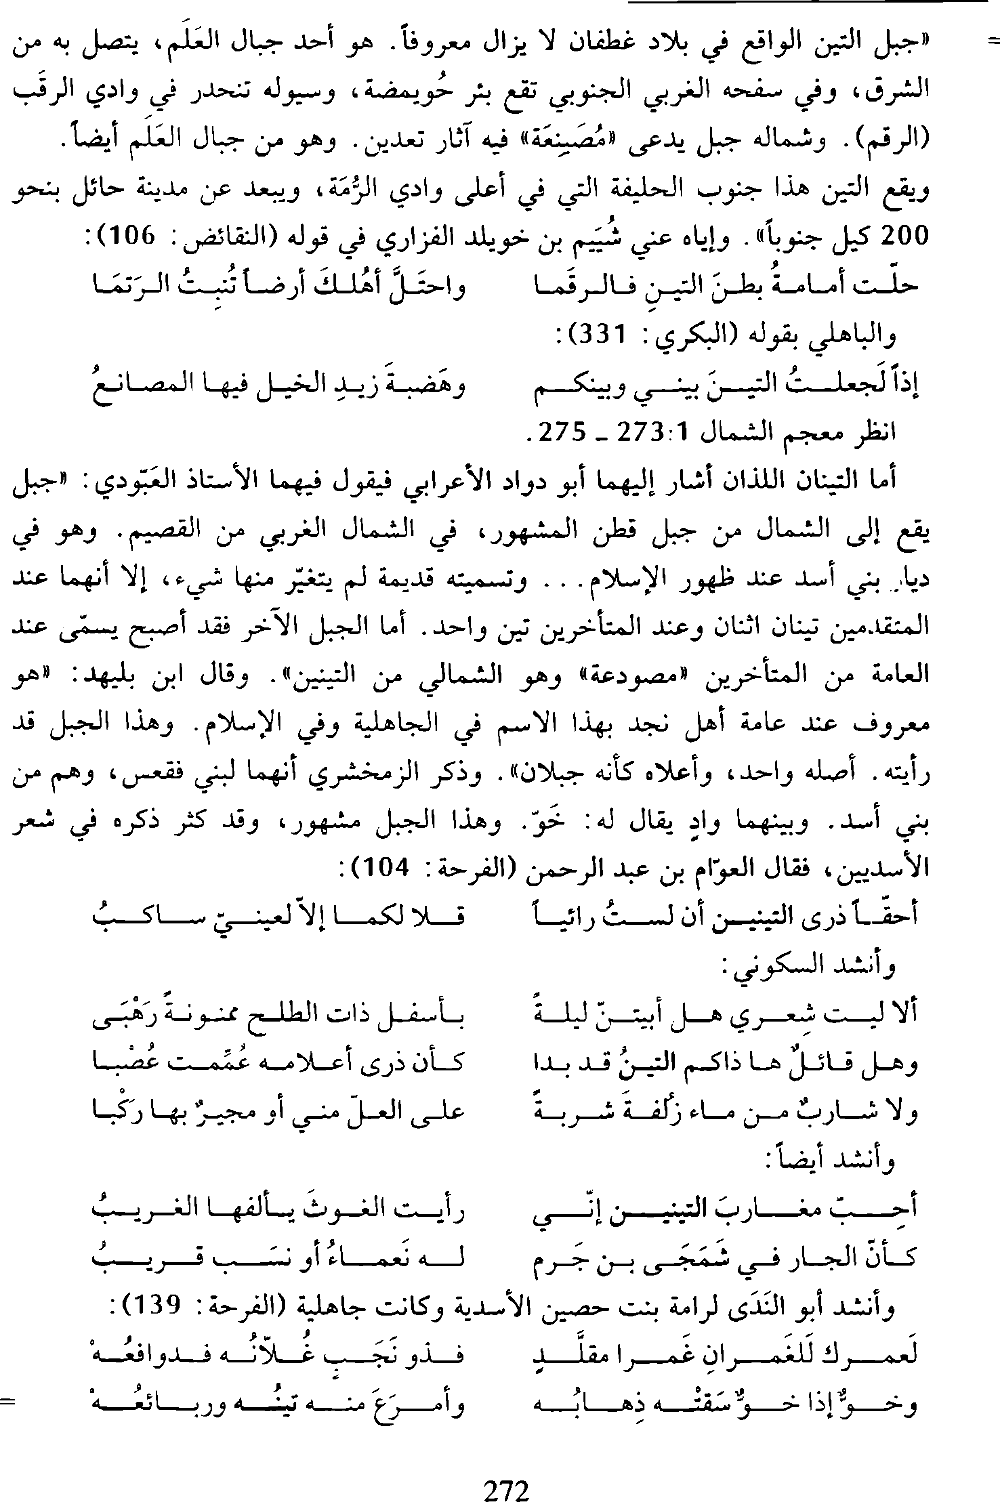 = «جبل التين الواقع في بلاد غطفان لا يزال معروفاً. هو أحد جبال العَلَم، يتصل به من
الشرق، وفي سفحه الغربي الجنوبي تقع بئر حُويمضة، وسيوله تنحدر في وادي الرقَب
(الرقم). وشماله جبل يدعى «مُصَينِعَة» فيه آثار تعدين. وهو من جبال العَلَم أيضاً.
ويقع التين هذا جنوب الحليفة التي في أعلى وادي الرُمَة، ويبعد عن مدينة حائل بنحو
200 كيل جنوباً». وإياه عني شُيَيم بن خويلد الفزاري في قوله (النقائض: 106):
حلّت أمامةُ بطنَ التينِ فالرقَما واحتَلَّ أهْلُكَ أرضاً تُنبِتُ الرَتمَا
والباهلي بقوله (البكري: 331):
إذاً لَجعلتُ التينَ بيني وبينكم وهَضبةَ زيدِ الخيل فيها المصانعُ
انظر معجم الشمال 273:1 ـ 275.
أما التينان اللذان أشار إليهما أبو دواد الأعرابي فيقول فيهما الأستاذ العَبّودي: «جبل
يقع إلى الشمال من جبل قطن المشهور، في الشمال الغربي من القصيم. وهو في
ديار بني أسد عند ظهور الإسلام... وتسميته قديمة لم يتغيّر منها شيء، إلا أنهما عند
المتقدمين تينان اثنان وعند المتأخرين تين واحد. أما الجبل الآخر فقد أصبح يسمّى عند
العامة من المتأخرين «مصودعة» وهو الشمالي من التينين». وقال ابن بليهد: «هو
معروف عند عامة أهل نجد بهذا الاسم في الجاهلية وفي الإسلام. وهذا الجبل قد
رأيته. أصله واحد، وأعلاه كأنه جبلان». وذكر الزمخشري أنهما لبني فقعس، وهم من
بني أسد. وبينهما وادٍ يقال له: خَوّ. وهذا الجبل مشهور، وقد كثر ذكره في شعر
الأسديين، فقال العوّام بن عبد الرحمن (الفرحة: 104):
أحقّاً ذرى التينين أن لستُ رائياً قلا لكما إلاّ لعينيّ ساكبُ
وأنشد السكوني:
ألا ليت شِعري هل أبيتنّ ليلةً بأسفل ذات الطلح ممنونةً رَهْبَى
وهل قائلٌ ها ذاكم التينُ قد بدا كأن ذرى أعلامه عُمِّمت عُصْبا
ولا شاربٌ من ماء زُلفةَ شربةً على العلّ مني أو مجيرٌ بها ركْبا
وأنشد أيضاً:
أحِبّ مغاربَ التينين إنّي رأيت الغوثَ يألفها الغريبُ
كأنّ الجار في شَمَجَى بن جَرم له نَعماءُ أو نسَب قريبُ
وأنشد أبو النَدَى لرامة بنت حصين الأسدية وكانت جاهلية (الفرحة: 139):
لَعمرك لَلغَمرانِ غَمرا مقلَّدٍ فذو نَجَبٍ غُلاّنُه فدوافعُهْ
وخوٌّ إذا خوٌّ سَقتْه ذِهابُه وأمرَعَ منه تينُه وربائعُهْ =
272